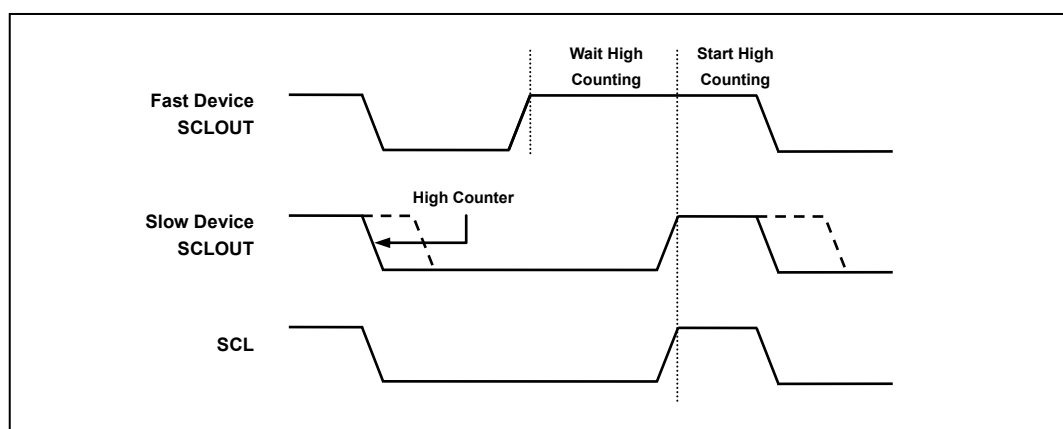 Wait High
Counting
Start High
Counting
Fast Device
SCLOUT
High Counter
Slow Device
SCLOUT
SCL